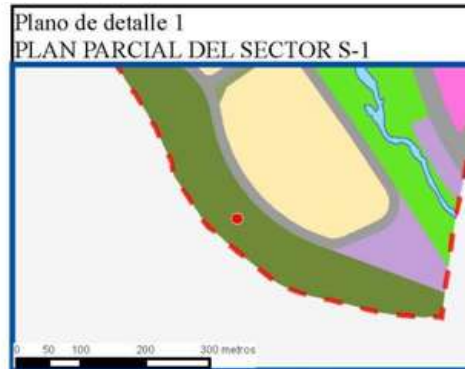 Plano de detalle 1
PLAN PARCIAL DEL SECTOR S-1
0 50 100 200 300 metros